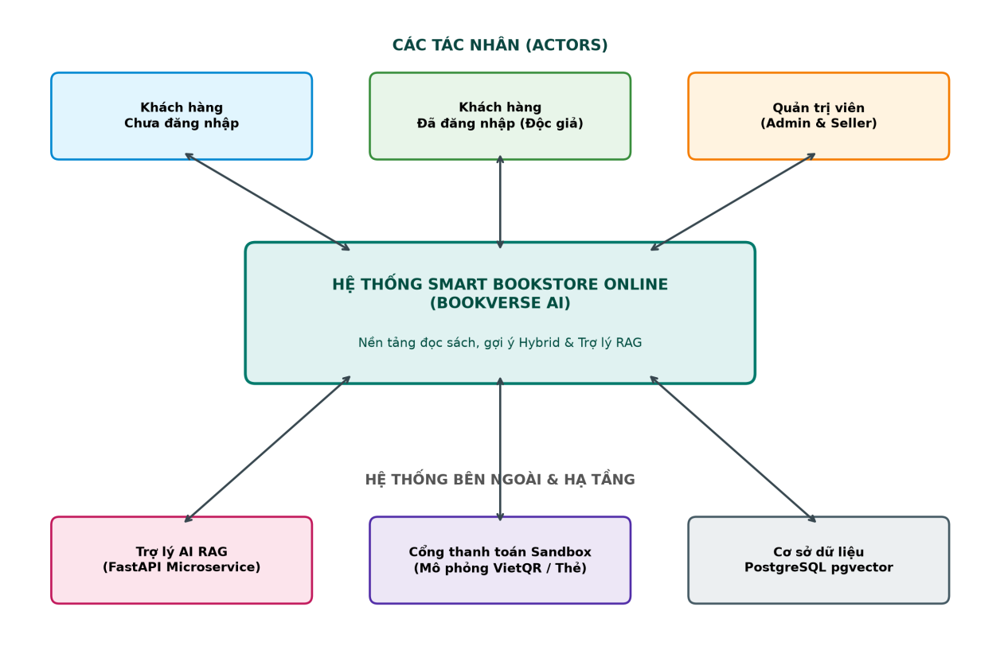 CÁC TÁC NHÂN (ACTORS)
Khách hàng
Chưa đăng nhập
Khách hàng
Đã đăng nhập (Độc giả)
Quản trị viên
(Admin & Seller)
HỆ THỐNG SMART BOOKSTORE ONLINE
(BOOKVERSE AI)
Nền tảng đọc sách, gợi ý Hybrid & Trợ lý RAG
HỆ THỐNG BÊN NGOÀI & HẠ TẦNG
Trợ lý AI RAG
(FastAPI Microservice)
Cổng thanh toán Sandbox
(Mô phỏng VietQR / Thẻ)
Cơ sở dữ liệu
PostgreSQL pgvector